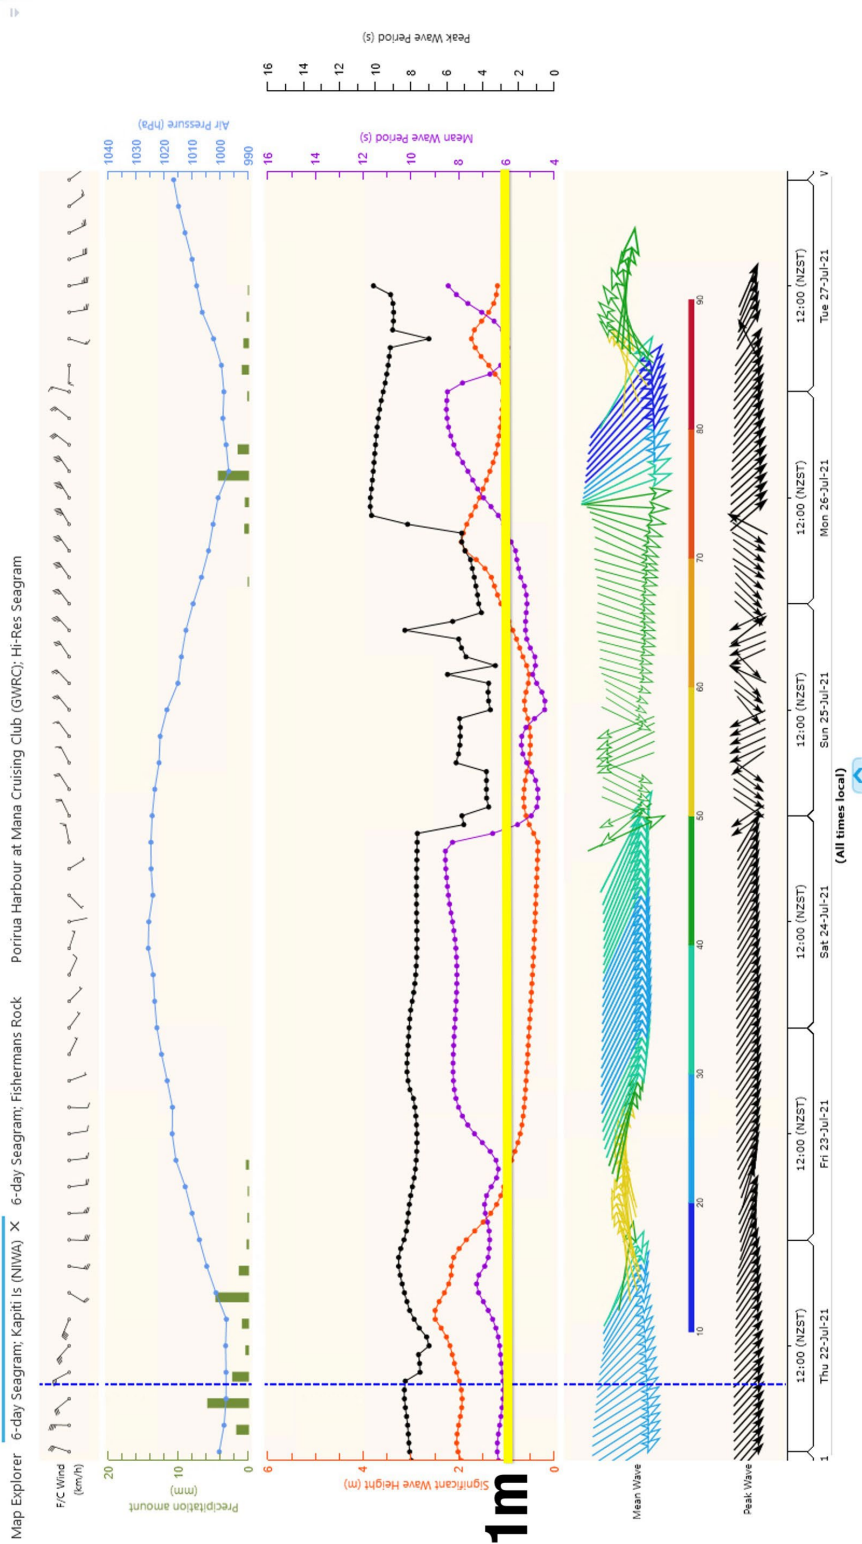 Map Explorer
6-day Seagram; Kapiti Is (NIWA) ✕
6-day Seagram; Fishermans Rock
Porirua Harbour at Mana Cruising Club (GWRC); Hi-Res Seagram
F/C Wind
(km/h)
Precipitation amount
(mm)
20
10
0
Air Pressure (hPa)
1040
1030
1020
1010
1000
990
Significant Wave Height (m)
6
4
2
0
1m
Mean Wave Period (s)
16
14
12
10
8
6
4
Peak Wave Period (s)
16
14
12
10
8
6
4
2
0
Mean Wave
10
20
30
40
50
60
70
80
90
Peak Wave
1
12:00 (NZST)
12:00 (NZST)
12:00 (NZST)
12:00 (NZST)
12:00 (NZST)
12:00 (NZST)
Thu 22-Jul-21
Fri 23-Jul-21
Sat 24-Jul-21
Sun 25-Jul-21
Mon 26-Jul-21
Tue 27-Jul-21
(All times local)